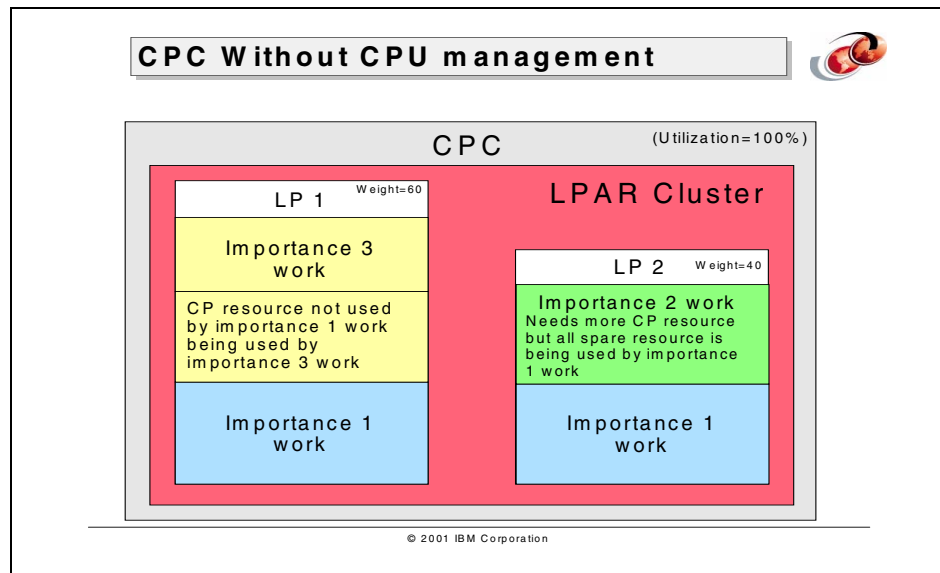 CPC Without CPU management
CPC
(Utilization=100%)
LPAR Cluster
LP 1
Weight=60
Importance 3
work
CP resource not used
by importance 1 work
being used by
importance 3 work
Importance 1
work
LP 2
Weight=40
Importance 2 work
Needs more CP resource
but all spare resource is
being used by importance
1 work
Importance 1
work
© 2001 IBM Corporation